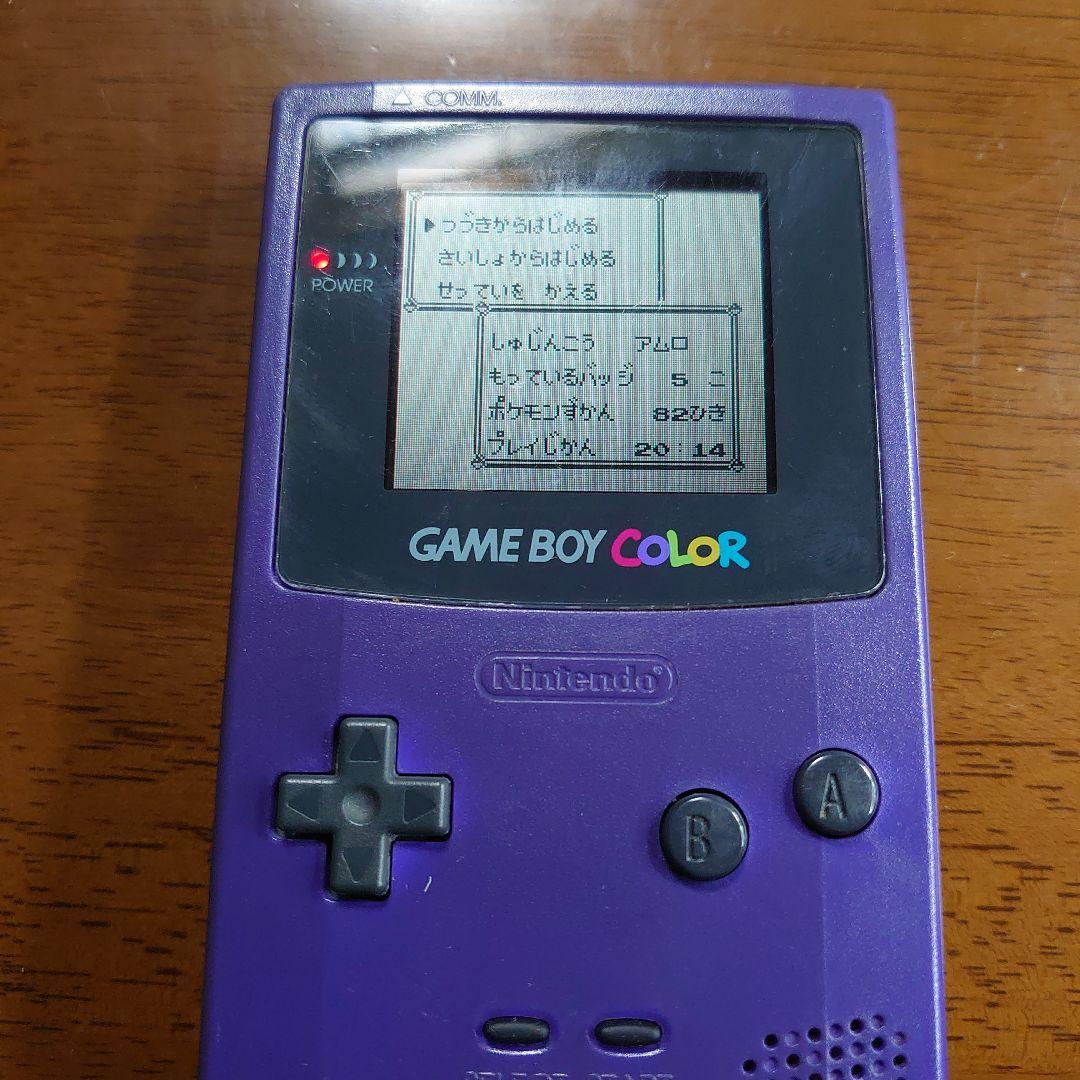 COMM.
▶つづきからはじめる
さいしょからはじめる
せっていを かえる
POWER
しゅじんこう アムロ
もっているバッジ 5 こ
ポケモンずかん 82ひき
プレイじかん 20:14
GAME BOY COLOR
Nintendo®
A
B
SELECT START